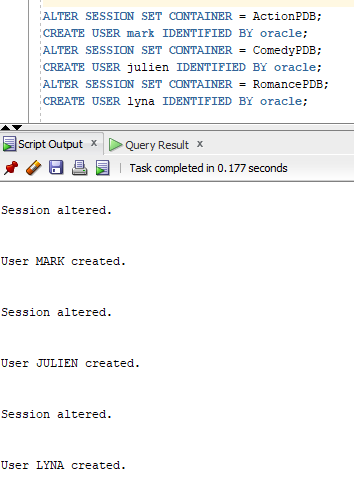 ALTER SESSION SET CONTAINER = ActionPDB;
CREATE USER mark IDENTIFIED BY oracle;
ALTER SESSION SET CONTAINER = ComedyPDB;
CREATE USER julien IDENTIFIED BY oracle;
ALTER SESSION SET CONTAINER = RomancePDB;
CREATE USER lyna IDENTIFIED BY oracle;
Script Output x Query Result x
Task completed in 0.177 seconds
Session altered.
User MARK created.
Session altered.
User JULIEN created.
Session altered.
User LYNA created.